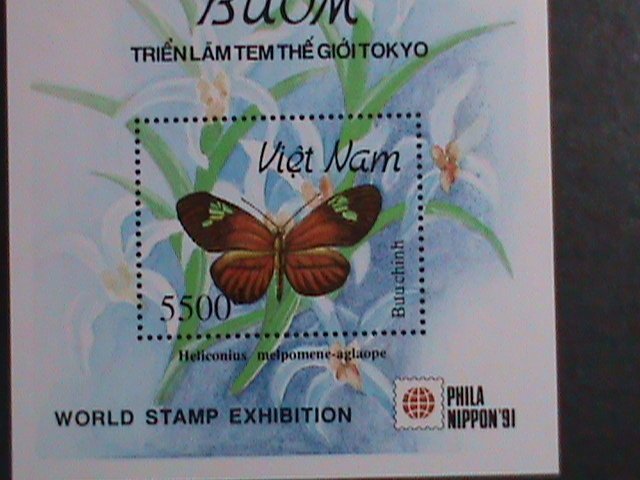 BƯỚM
TRIỂN LÃM TEM THẾ GIỚI TOKYO
Việt Nam
5500
Bưu chính
Heliconius melpomene-aglaope
WORLD STAMP EXHIBITION
PHILA
NIPPON'91